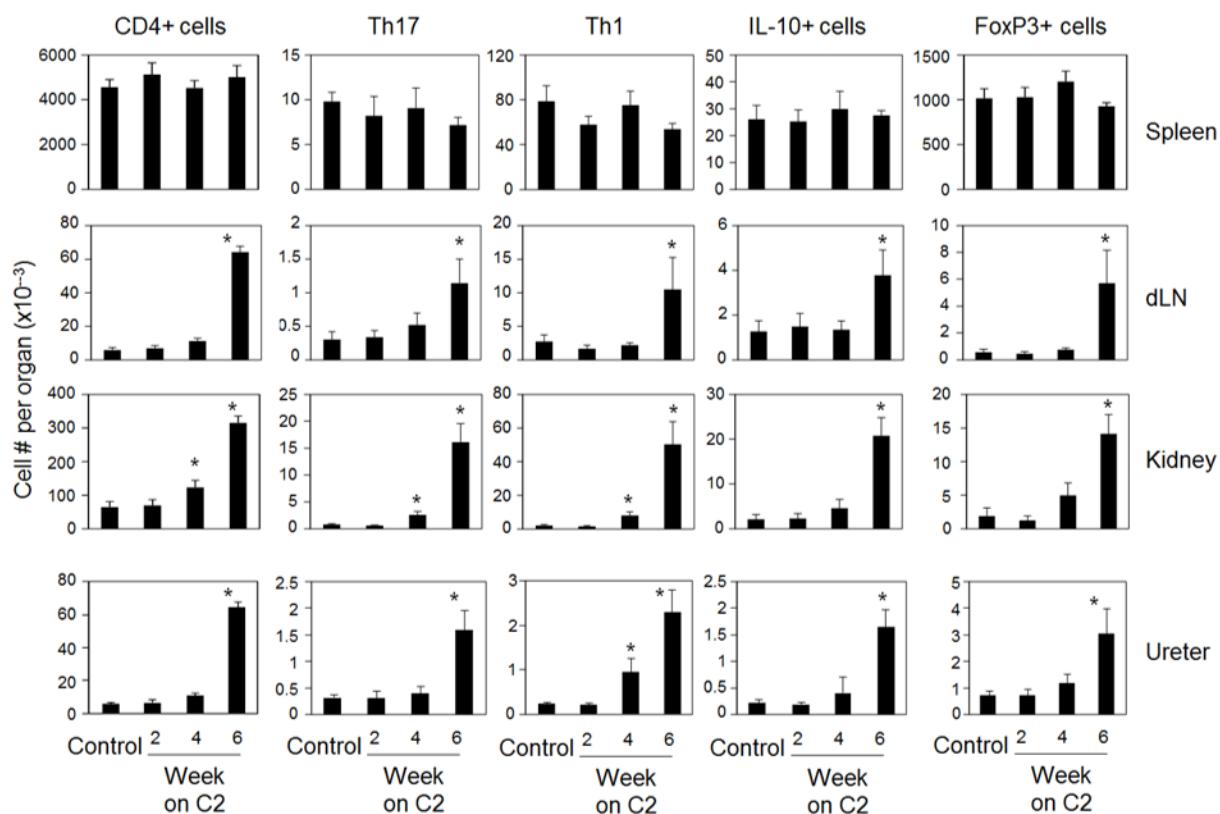 CD4+ cells Th17 Th1 IL-10+ cells FoxP3+ cells
6000 15 120 50 1500
40
4000 10 80 30 1000
20
2000 5 40 500
10
0 0 0 0 0
Spleen
80 * 2 * 20 * 6 * 10 *
60 1.5 15 8
4 6
40 1 10
4
20 0.5 5 2 2
0 0 0 0 0
dLN
Cell # per organ (x10⁻⁻³)
400 * 25 * 80 * 30 * 20 *
300 20 60 15
15 20
200 * 40 10
10 10
100 5 * 20 * 5
0 0 0 0 0
Kidney
80 * 2.5 * 3 * 2.5 * 5 *
60 2 2 4
1.5 2 1.5 3
40
1 * 1 2
20 1
0.5 0.5 1
0 0 0 0 0
Ureter
Control 2 4 6 Control 2 4 6 Control 2 4 6 Control 2 4 6 Control 2 4 6
Week Week Week Week Week
on C2 on C2 on C2 on C2 on C2